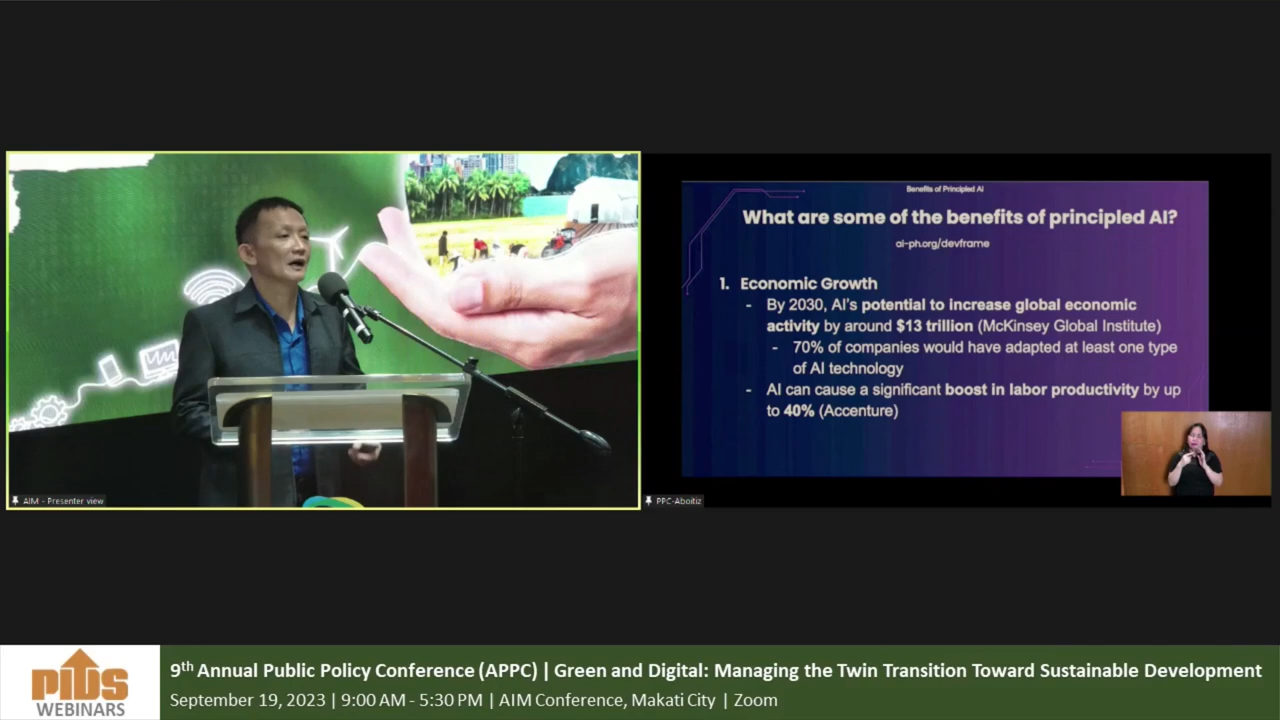 AIM - Presenter view
Benefits of Principled AI
What are some of the benefits of principled AI?
ai-ph.org/devframe
1. Economic Growth
- By 2030, AI's potential to increase global economic
activity by around $13 trillion (McKinsey Global Institute)
- 70% of companies would have adapted at least one type
of AI technology
- AI can cause a significant boost in labor productivity by up
to 40% (Accenture)
PPC-Aboitiz
PIDS
WEBINARS
9th Annual Public Policy Conference (APPC) | Green and Digital: Managing the Twin Transition Toward Sustainable Development
September 19, 2023 | 9:00 AM - 5:30 PM | AIM Conference, Makati City | Zoom